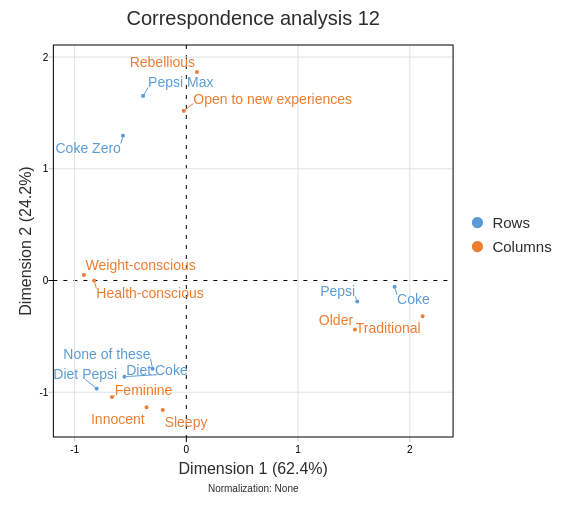 Correspondence analysis 12
Dimension 2 (24.2%)
2
1
0
-1
Rebellious
Pepsi Max
Open to new experiences
Coke Zero
Weight-conscious
Health-conscious
Pepsi
Coke
Older
Traditional
None of these
Diet Pepsi
Diet Coke
Feminine
Innocent
Sleepy
Rows
Columns
-1
0
1
2
Dimension 1 (62.4%)
Normalization: None